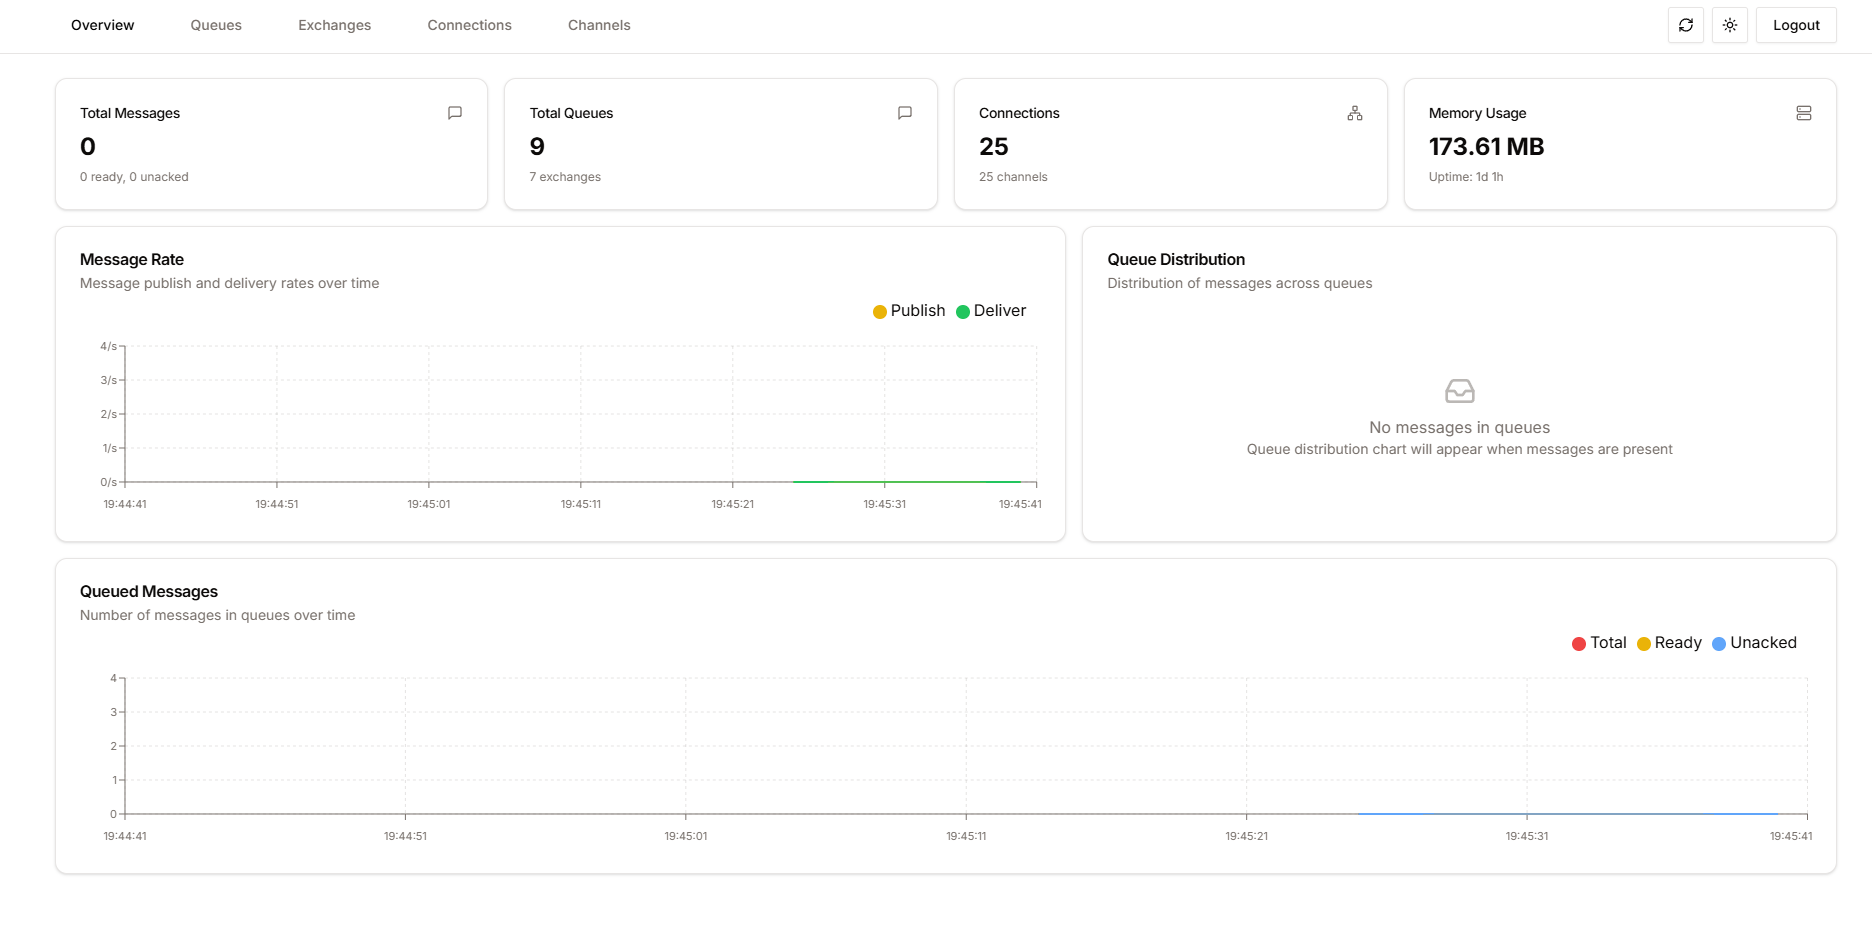 Overview Queues Exchanges Connections Channels Logout
Total Messages
0
0 ready, 0 unacked
Total Queues
9
7 exchanges
Connections
25
25 channels
Memory Usage
173.61 MB
Uptime: 1d 1h
Message Rate
Message publish and delivery rates over time
Publish Deliver
4/s
3/s
2/s
1/s
0/s
19:44:41 19:44:51 19:45:01 19:45:11 19:45:21 19:45:31 19:45:41
Queue Distribution
Distribution of messages across queues
No messages in queues
Queue distribution chart will appear when messages are present
Queued Messages
Number of messages in queues over time
Total Ready Unacked
4
3
2
1
0
19:44:41 19:44:51 19:45:01 19:45:11 19:45:21 19:45:31 19:45:41